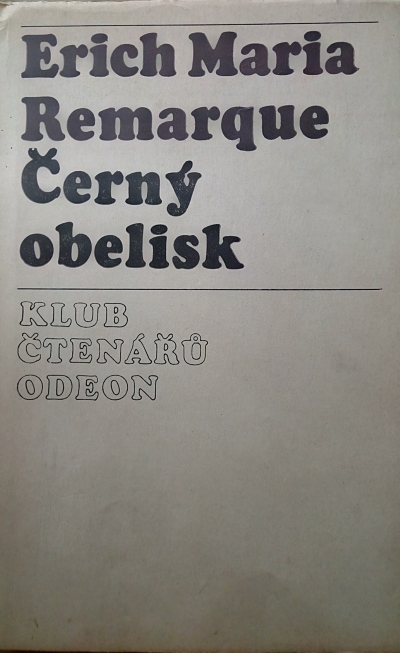 Erich Maria
Remarque
Černý
obelisk
KLUB
ČTENÁŘŮ
ODEON